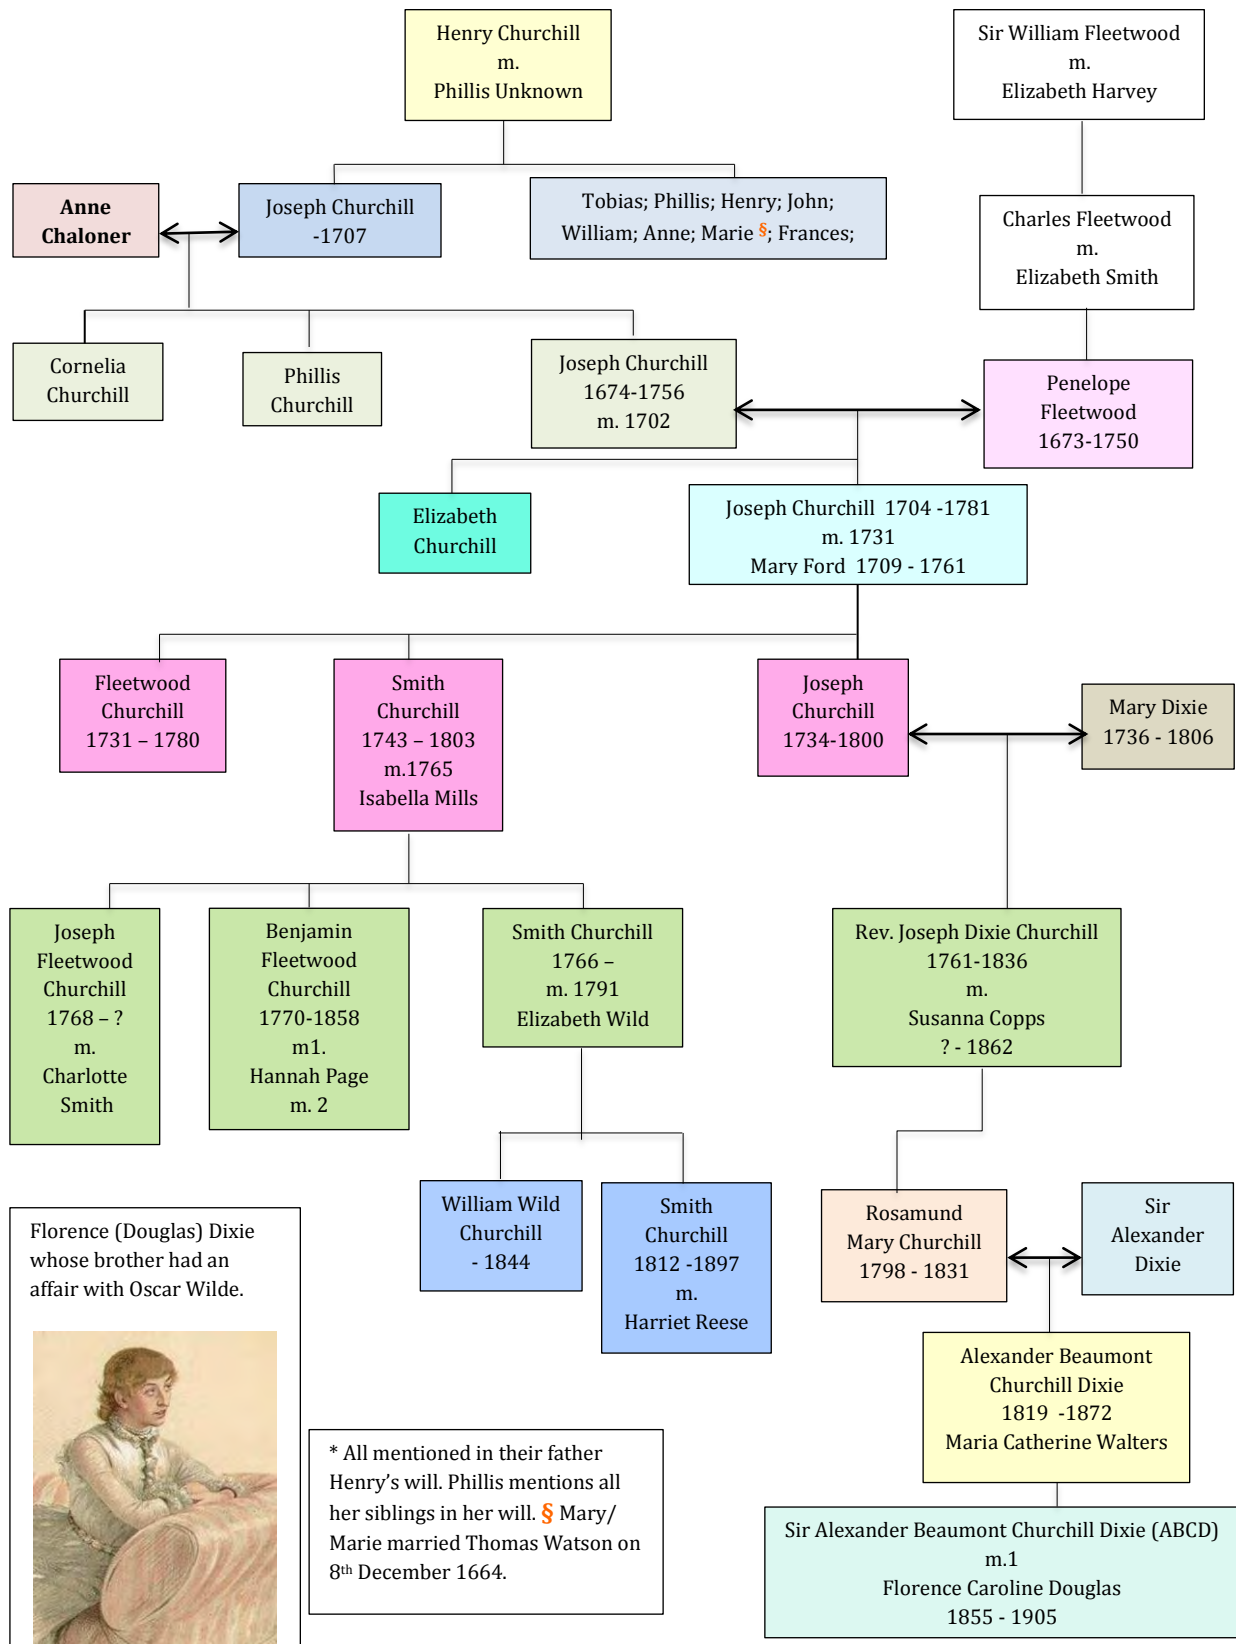 Henry Churchill
m.
Phillis Unknown
Sir William Fleetwood
m.
Elizabeth Harvey
Anne
Chaloner
Joseph Churchill
-1707
Tobias; Phillis; Henry; John;
William; Anne; Marie §; Frances;
Charles Fleetwood
m.
Elizabeth Smith
Cornelia
Churchill
Phillis
Churchill
Joseph Churchill
1674-1756
m. 1702
Penelope
Fleetwood
1673-1750
Elizabeth
Churchill
Joseph Churchill 1704 -1781
m. 1731
Mary Ford 1709 - 1761
Fleetwood
Churchill
1731 – 1780
Smith
Churchill
1743 – 1803
m.1765
Isabella Mills
Joseph
Churchill
1734-1800
Mary Dixie
1736 - 1806
Joseph
Fleetwood
Churchill
1768 – ?
m.
Charlotte
Smith
Benjamin
Fleetwood
Churchill
1770-1858
m1.
Hannah Page
m. 2
Smith Churchill
1766 –
m. 1791
Elizabeth Wild
Rev. Joseph Dixie Churchill
1761-1836
m.
Susanna Copps
? - 1862
William Wild
Churchill
- 1844
Smith
Churchill
1812 -1897
m.
Harriet Reese
Rosamund
Mary Churchill
1798 - 1831
Sir
Alexander
Dixie
Florence (Douglas) Dixie
whose brother had an
affair with Oscar Wilde.
Alexander Beaumont
Churchill Dixie
1819 -1872
Maria Catherine Walters
* All mentioned in their father
Henry’s will. Phillis mentions all
her siblings in her will. § Mary/
Marie married Thomas Watson on
8th December 1664.
Sir Alexander Beaumont Churchill Dixie (ABCD)
m.1
Florence Caroline Douglas
1855 - 1905